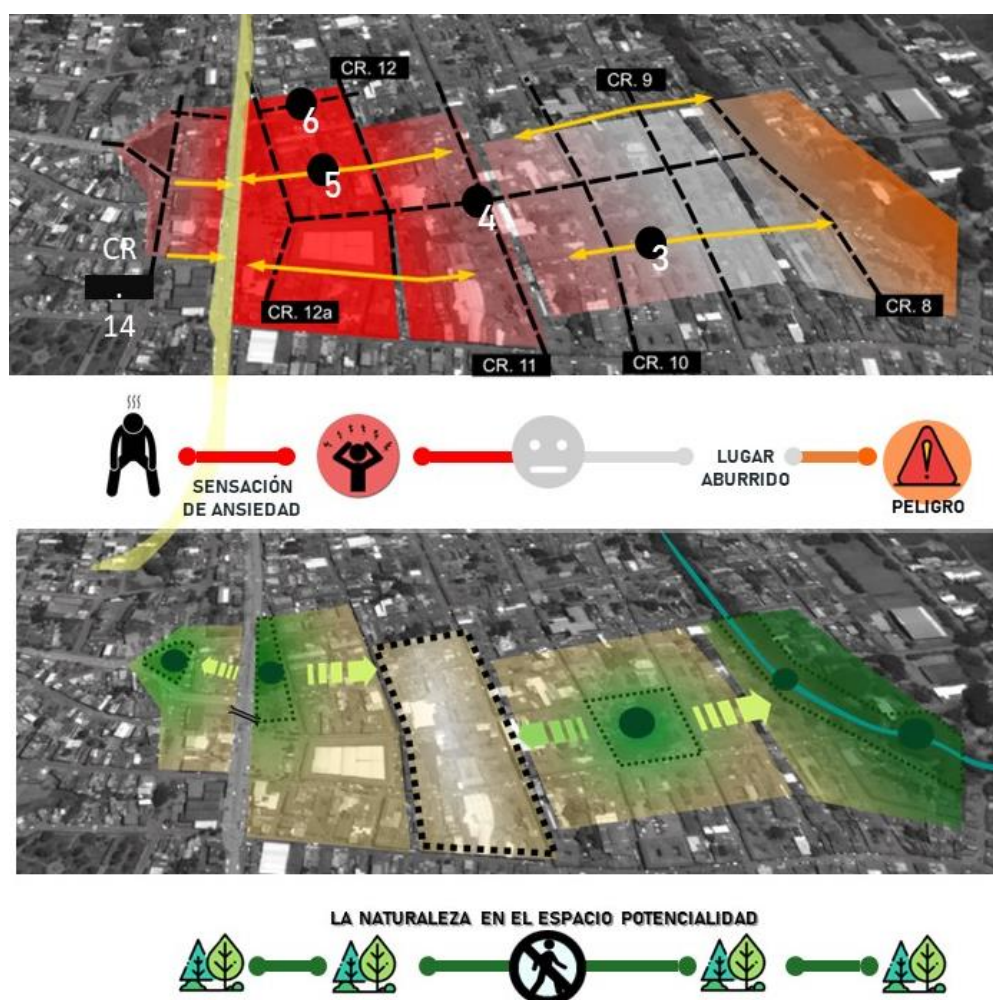 CR. 12
CR. 9
6
5
4
3
CR
.
14
CR. 12a
CR. 11
CR. 10
CR. 8
SENSACIÓN
DE ANSIEDAD
LUGAR
ABURRIDO
PELIGRO
LA NATURALEZA EN EL ESPACIO POTENCIALIDAD